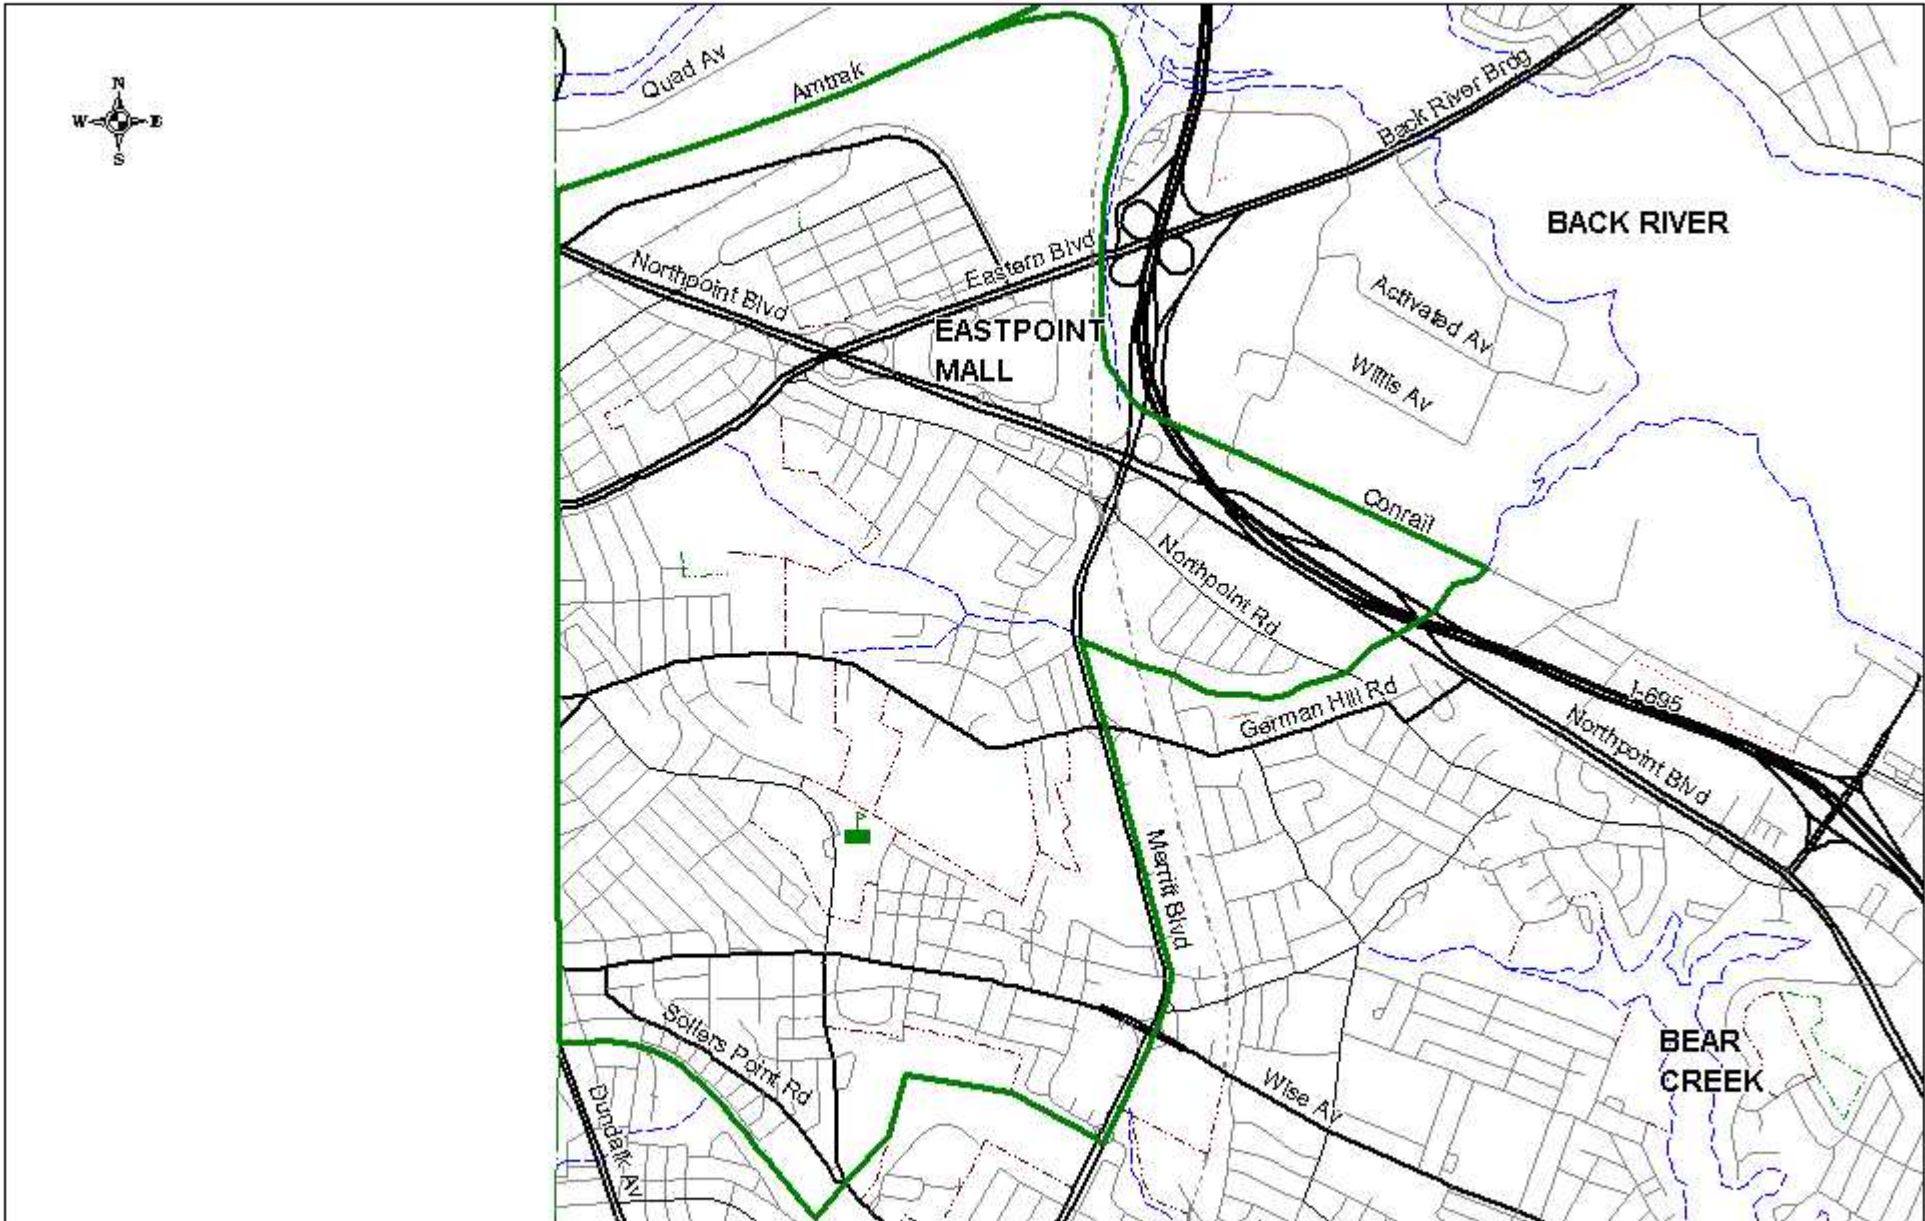 N
W E
S
Quad Av
Amtrak
Back River Brdg
BACK RIVER
Northpoint Blvd
Eastern Blvd
EASTPOINT
MALL
Activated Av
Willis Av
Conrail
Northpoint Rd
German Hill Rd
I-695
Northpoint Blvd
Merritt Blvd
Sollers Point Rd
Dundalk Av
Wise Av
BEAR
CREEK